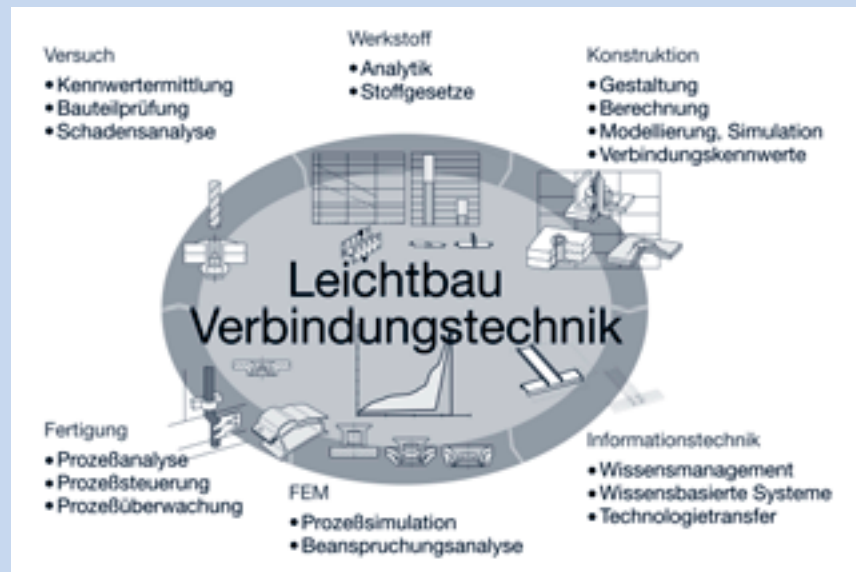 Versuch
• Kennwertermittlung
• Bauteilprüfung
• Schadensanalyse
Werkstoff
• Analytik
• Stoffgesetze
Konstruktion
• Gestaltung
• Berechnung
• Modellierung, Simulation
• Verbindungskennwerte
Leichtbau
Verbindungstechnik
Fertigung
• Prozeßanalyse
• Prozeßsteuerung
• Prozeßüberwachung
FEM
• Prozeßsimulation
• Beanspruchungsanalyse
Informationstechnik
• Wissensmanagement
• Wissensbasierte Systeme
• Technologietransfer